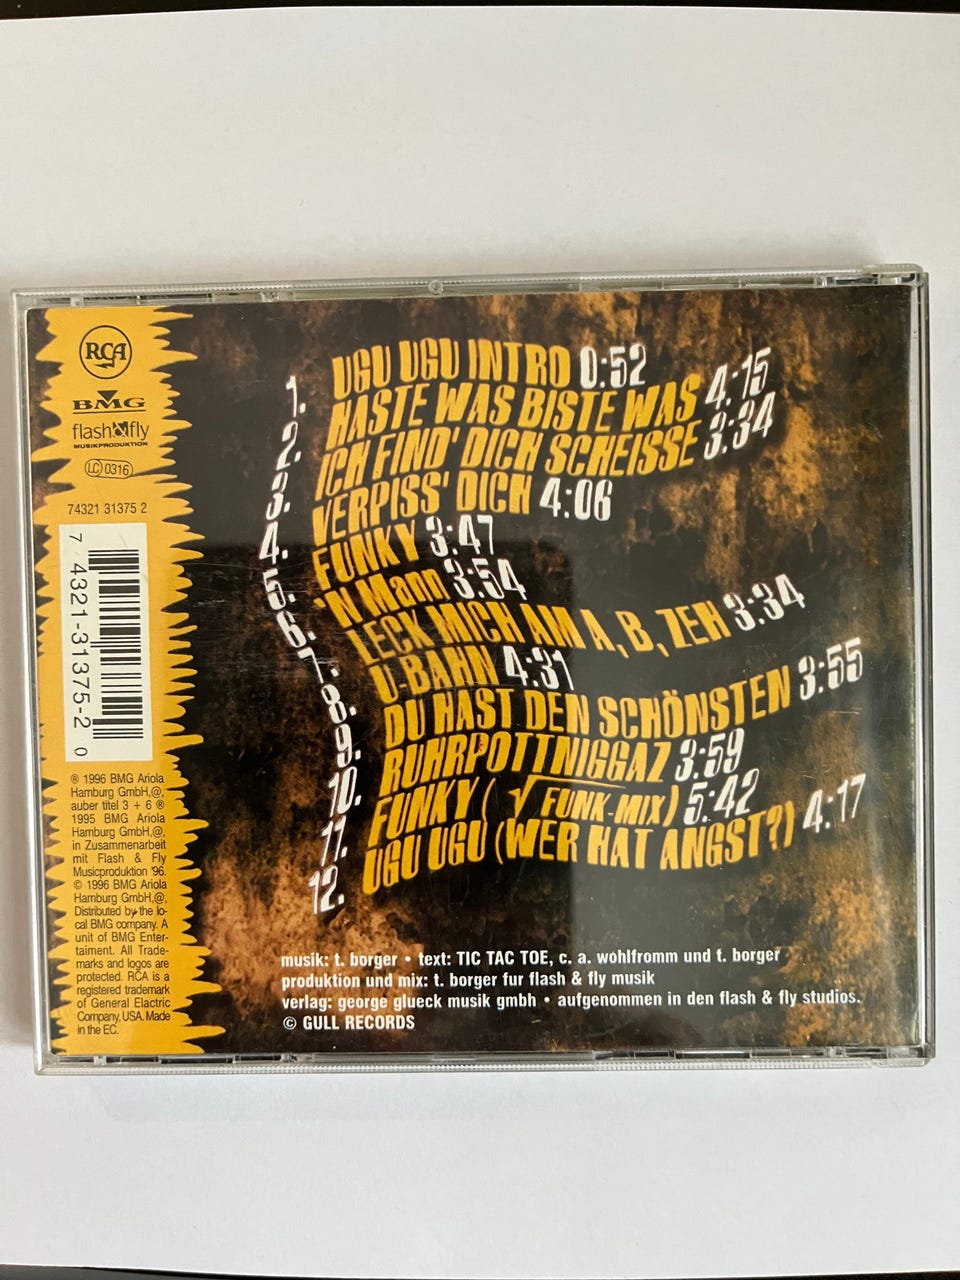 RCA
BMG
flash&fly
MUSIKPRODUKTION
LC 0316
74321 31375 2
7 4321-31375-2 0
℗ 1996 BMG Ariola
Hamburg GmbH,@,
auber titel 3 + 6 ℗
1995 BMG Ariola
Hamburg GmbH,@,
in Zusammenarbeit
mit Flash & Fly
Musicproduktion '96.
© 1996 BMG Ariola
Hamburg GmbH,@,
Distributed by the lo-
cal BMG company. A
unit of BMG Enter-
tainment. All Trade-
marks and logos are
protected. RCA is a
registered trademark
of General Elactric
Company, USA. Made
in the EC.
1. UGU UGU INTRO 0:52
2. HASTE WAS BISTE WAS 4:15
3. ICH FIND' DICH SCHEISSE 3:34
4. VERPISS' DICH 4:06
5. FUNKY 3:47
6. 'N Mann 3:54
7. LECK MICH AM A, B, ZEH 3:34
8. U-BAHN 4:31
9. DU HAST DEN SCHÖNSTEN 3:55
10. RUHRPOTTNIGGAZ 3:59
11. FUNKY (√FUNK-MIX) 5:42
12. UGU UGU (WER HAT ANGST?) 4:17
musik: t. borger • text: TIC TAC TOE, c. a. wohlfromm und t. borger
produktion und mix: t. borger fur flash & fly musik
verlag: george glueck musik gmbh • aufgenommen in den flash & fly studios.
© GULL RECORDS